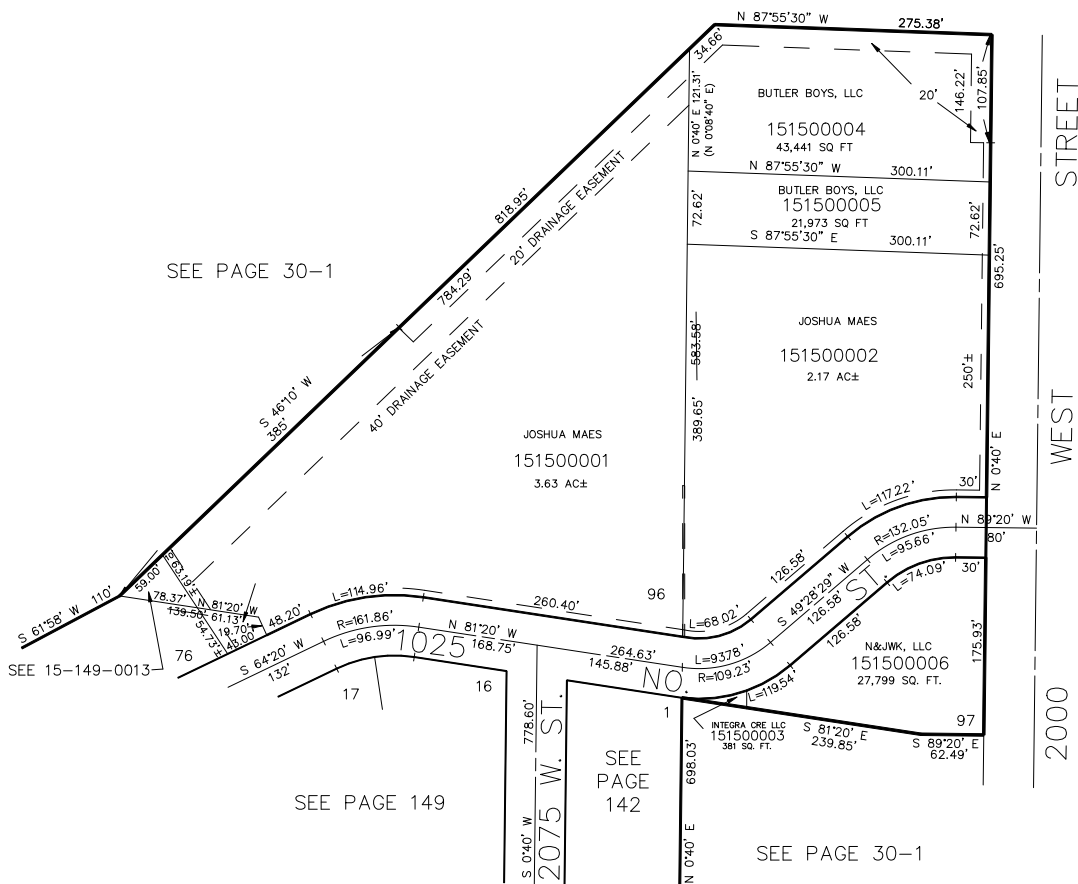 N 87°55'30" W
275.38'
34.66'
N 0°40' E 121.31'
(N 0°08'40" E)
BUTLER BOYS, LLC
151500004
43,441 SQ FT
20'
146.22'
107.85'
STREET
N 87°55'30" W
300.11'
BUTLER BOYS, LLC
151500005
21,973 SQ FT
72.62'
72.62'
S 87°55'30" E
300.11'
818.95'
20' DRAINAGE EASEMENT
784.29'
SEE PAGE 30-1
695.25'
JOSHUA MAES
151500002
2.17 AC±
583.58'
250'±
40' DRAINAGE EASEMENT
S 46°10' W
385'
389.65'
WEST
JOSHUA MAES
151500001
3.63 AC±
N 0°40' E
30'
L=117.22'
R=132.05'
L=95.66'
N 89°20' W
80'
30'
126.58'
S 49°28'29" W
126.58'
ST.
L=74.09'
126.58'
63.19'±
59.00'
110'
S 61°58' W
78.37'
N 81°20' W
139.50'
61.13'
19.70'
54.73'±
43.00'
48.20'
L=114.96'
260.40'
96
L=68.02'
R=161.86'
L=96.99'
1025
N 81°20' W
168.75'
264.63'
145.88'
L=9378'
R=109.23'
NO.
L=119.54'
SEE 15-149-0013
76
S 64°20' W
132'
17
16
1
N&JWK, LLC
151500006
27,799 SQ. FT.
175.93'
INTEGRA CRE LLC
151500003
381 SQ. FT.
S 81°20' E
239.85'
97
S 89°20' E
62.49'
2000
778.60'
S 0°40' W
2075 W. ST.
SEE
PAGE
142
698.03'
N 0°40' E
SEE PAGE 149
SEE PAGE 30-1